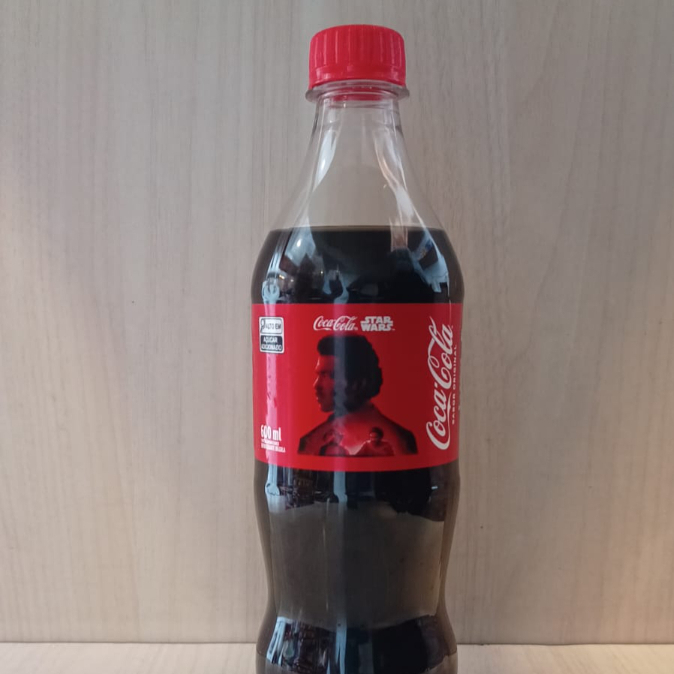 ALTO EM
AÇÚCAR
ADICIONADO
Coca-Cola
STAR
WARS
Coca-Cola
SABOR ORIGINAL
600 ml